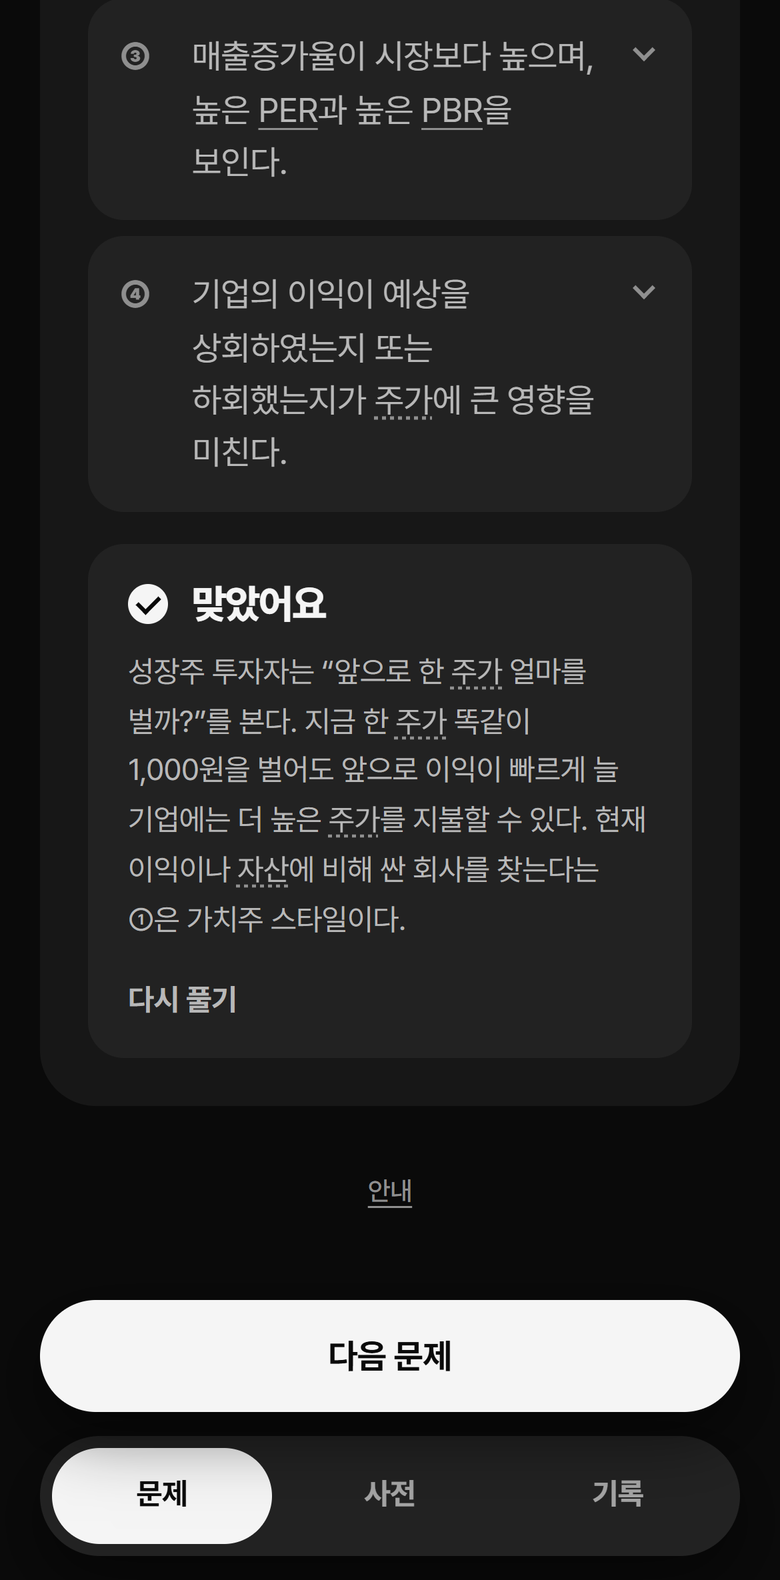 ③ 매출증가율이 시장보다 높으며,
높은 PER과 높은 PBR을
보인다.
④ 기업의 이익이 예상을
상회하였는지 또는
하회했는지가 주가에 큰 영향을
미친다.
맞았어요
성장주 투자자는 “앞으로 한 주가 얼마를
벌까?”를 본다. 지금 한 주가 똑같이
1,000원을 벌어도 앞으로 이익이 빠르게 늘
기업에는 더 높은 주가를 지불할 수 있다. 현재
이익이나 자산에 비해 싼 회사를 찾는다는
①은 가치주 스타일이다.
다시 풀기
안내
다음 문제
문제 사전 기록